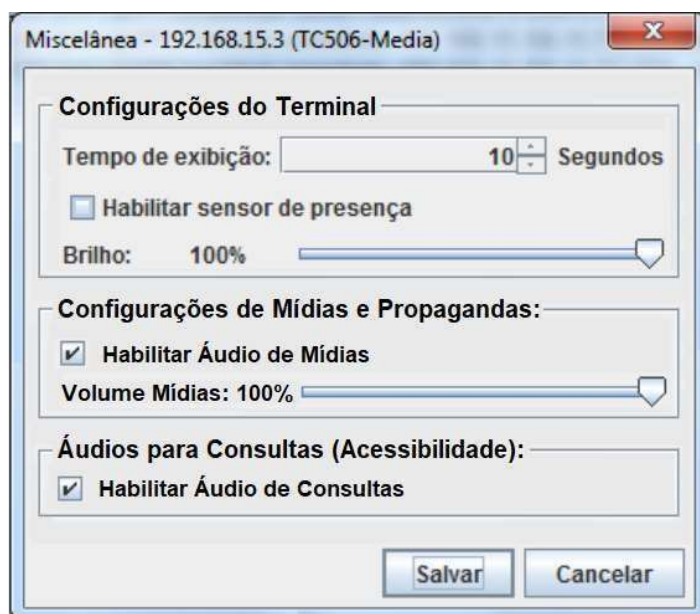 Miscelânea - 192.168.15.3 (TC506-Media)
Configurações do Terminal
Tempo de exibição: 10 Segundos
Habilitar sensor de presença
Brilho: 100%
Configurações de Mídias e Propagandas:
Habilitar Áudio de Mídias
Volume Mídias: 100%
Áudios para Consultas (Acessibilidade):
Habilitar Áudio de Consultas
Salvar Cancelar